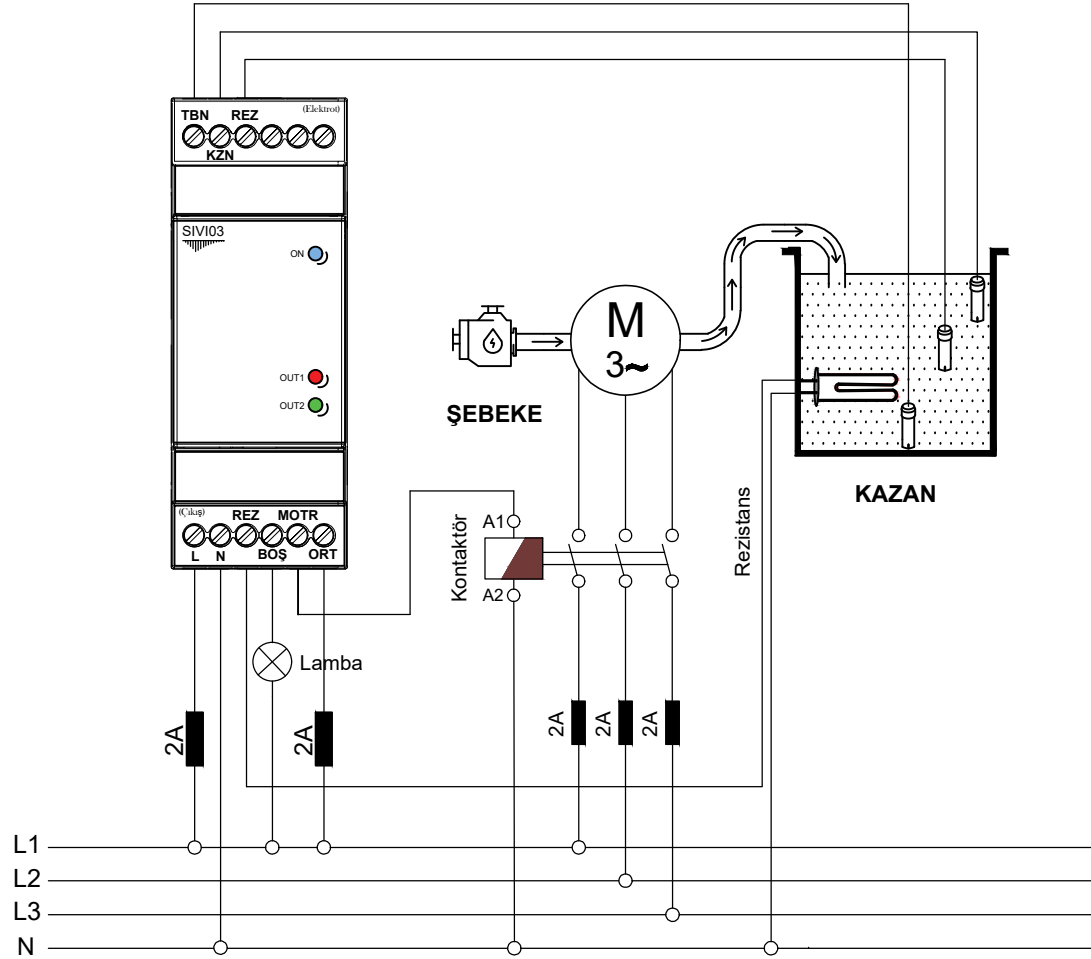 TBN REZ (Elektrot)
KZN
SIVI03
ON
OUT1
OUT2
(Çıkış) REZ MOTR
L N BOŞ ORT
M
3~
ŞEBEKE
KAZAN
Kontaktör
A1
A2
Rezistans
Lamba
2A
2A
2A
2A
2A
L1
L2
L3
N